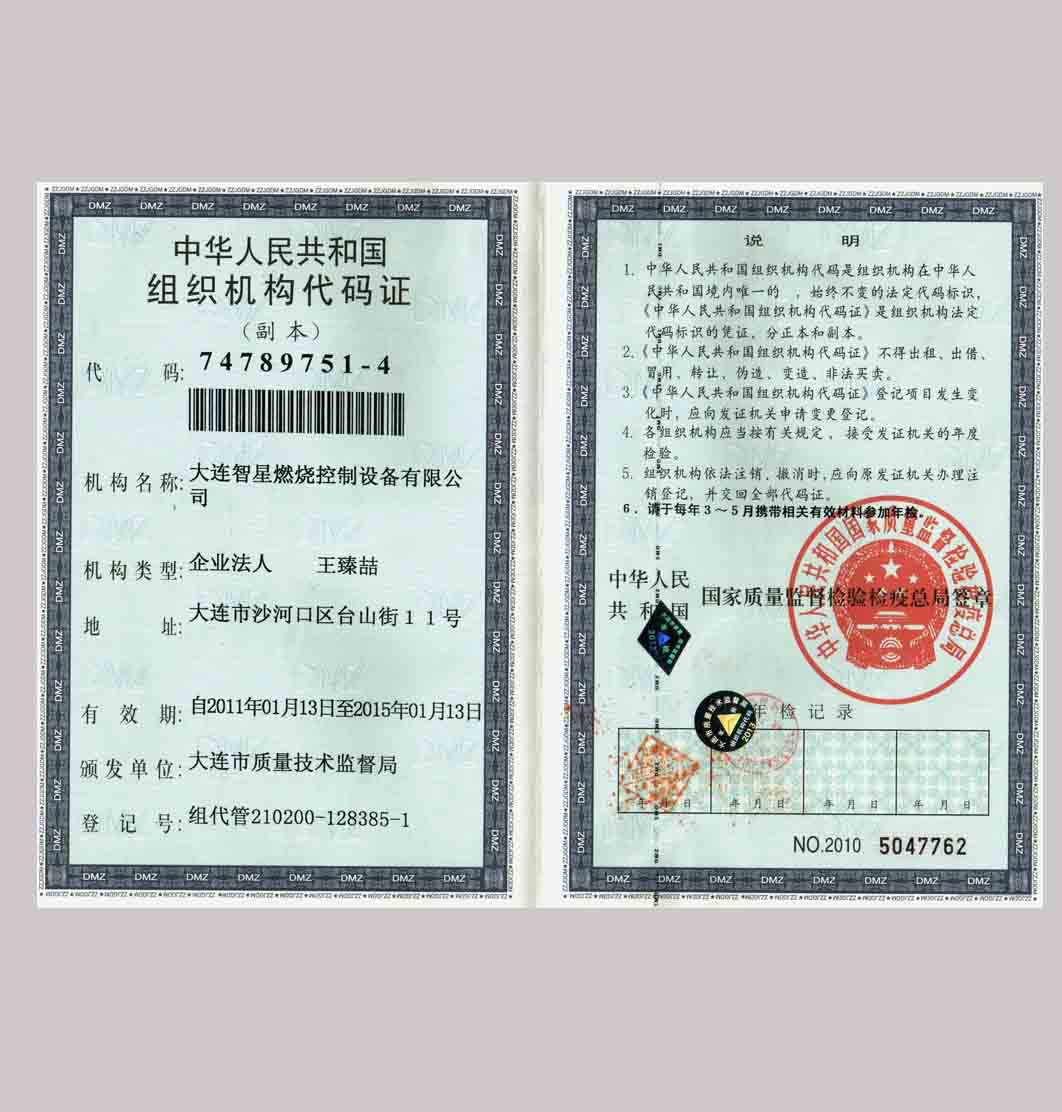 中华人民共和国
组织机构代码证
(副本)
代 码: 74789751-4
机构名称: 大连智星燃烧控制设备有限公
司
机构类型: 企业法人 王臻喆
地 址: 大连市沙河口区台山街11号
有 效 期: 自2011年01月13日至2015年01月13日
颁发单位: 大连市质量技术监督局
登 记 号: 组代管210200-128385-1
说 明
1. 中华人民共和国组织机构代码是组织机构在中华人
民共和国境内唯一的 ,始终不变的法定代码标识,
《中华人民共和国组织机构代码证》是组织机构法定
代码标识的凭证,分正本和副本。
2.《中华人民共和国组织机构代码证》不得出租、出借、
冒用、转让、伪造、变造、非法买卖。
3.《中华人民共和国组织机构代码证》登记项目发生变
化时,应向发证机关申请变更登记。
4. 各组织机构应当按有关规定,接受发证机关的年度
检验。
5. 组织机构依法注销、撤消时,应向原发证机关办理注
销登记,并交回全部代码证。
6.请于每年3～5月携带相关有效材料参加年检。
中华人民
共和国 国家质量监督检验检疫总局签章
中华人民共和国国家质量监督检验检疫总局
年检记录
年 月 日 年 月 日 年 月 日 年 月 日
NO.2010 5047762